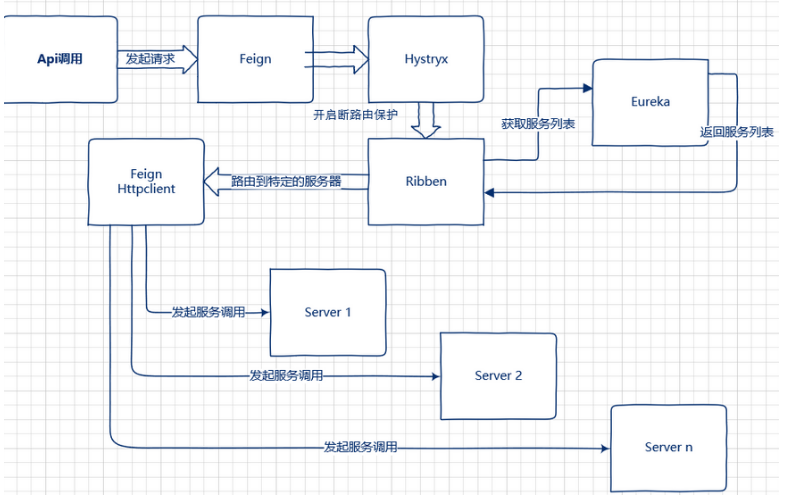 Api调用
发起请求
Feign
Hystryx
开启断路由保护
Eureka
获取服务列表
返回服务列表
Feign
Httpclient
路由到特定的服务器
Ribben
发起服务调用
Server 1
发起服务调用
Server 2
发起服务调用
Server n